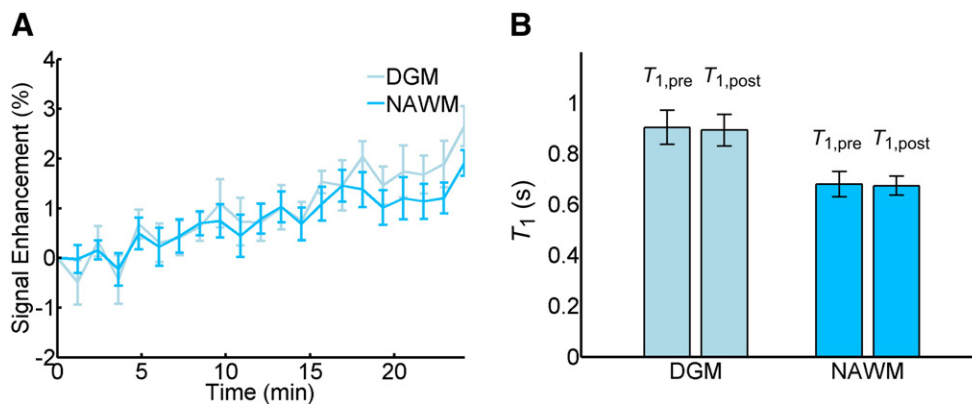 A
Signal Enhancement (%)
4
3
2
1
0
-1
-2
DGM
NAWM
0
5
10
15
20
Time (min)
B
T1 (s)
1
0.8
0.6
0.4
0.2
0
T1,pre
T1,post
T1,pre
T1,post
DGM
NAWM